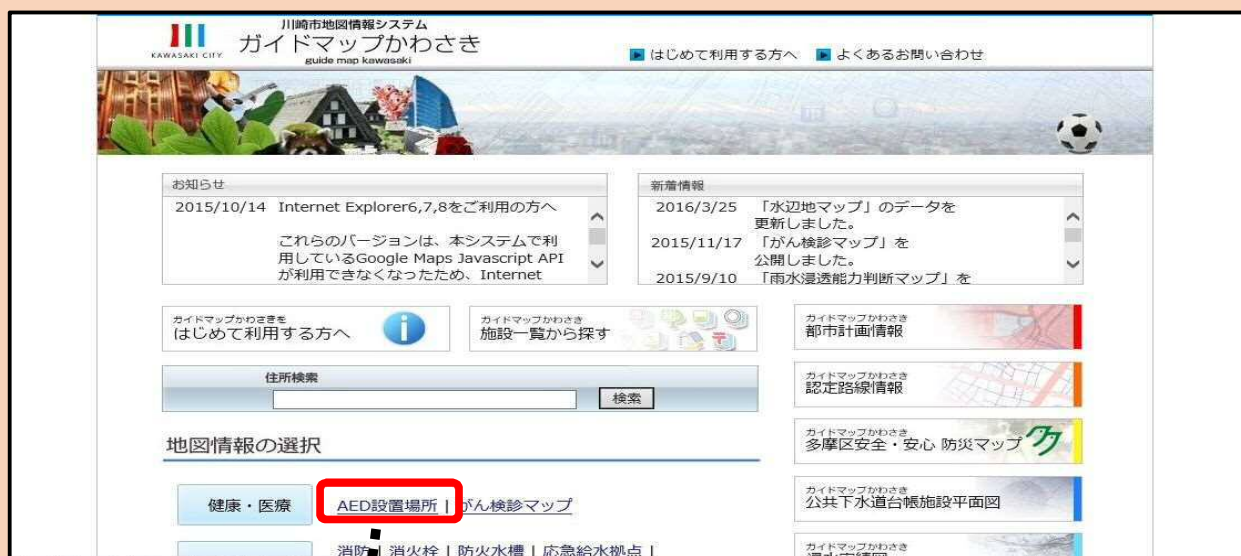 川崎市地図情報システム
ガイドマップかわさき
guide map kawasaki
KAWASAKI CITY
はじめて利用する方へ
よくあるお問い合わせ
お知らせ
2015/10/14 Internet Explorer6,7,8をご利用の方へ
これらのバージョンは、本システムで利
用しているGoogle Maps Javascript API
が利用できなくなったため、Internet
新着情報
2016/3/25 「水辺地マップ」のデータを
更新しました。
2015/11/17 「がん検診マップ」を
公開しました。
2015/9/10 「雨水浸透能力判断マップ」を
ガイドマップかわさきを
はじめて利用する方へ
ガイドマップかわさき
施設一覧から探す
住所検索
検索
地図情報の選択
健康・医療
AED設置場所 | がん検診マップ
消防 | 消火栓 | 防火水槽 | 応急給水拠点 |
ガイドマップかわさき
都市計画情報
ガイドマップかわさき
認定路線情報
ガイドマップかわさき
多摩区安全・安心 防災マップ
ガイドマップかわさき
公共下水道台帳施設平面図
ガイドマップかわさき